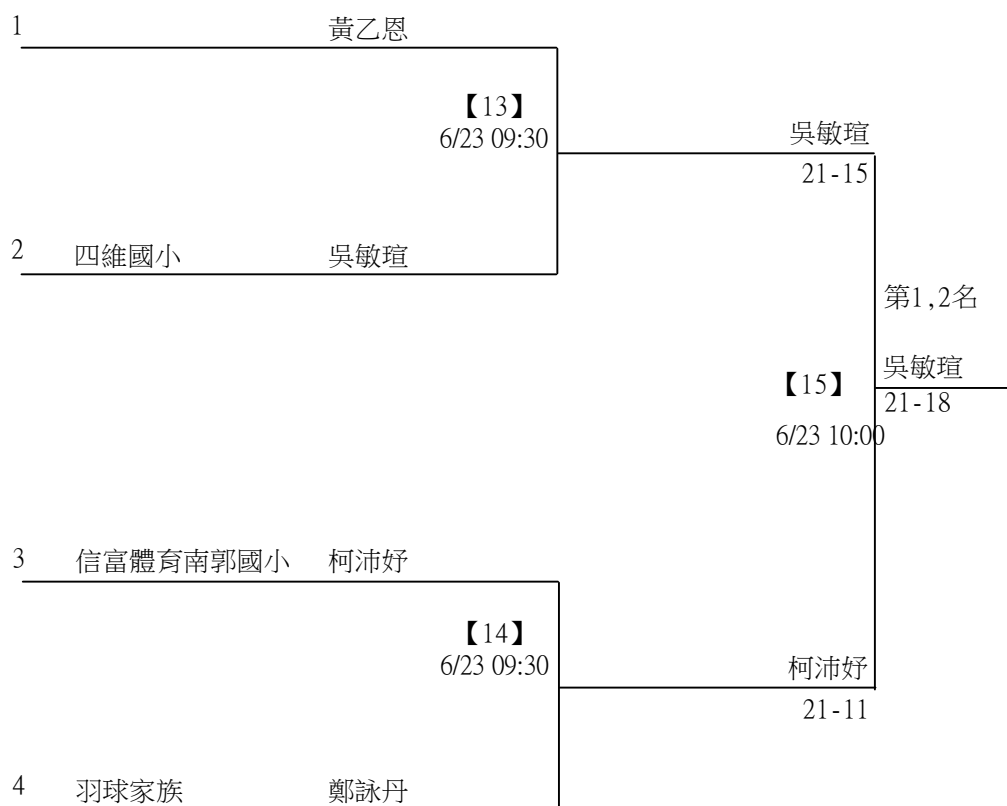 1 黃乙恩
【13】
6/23 09:30
吳敏瑄
21-15
2 四維國小 吳敏瑄
第1,2名
吳敏瑄
【15】
21-18
6/23 10:00
3 信富體育南郭國小 柯沛妤
【14】
6/23 09:30
柯沛妤
21-11
4 羽球家族 鄭詠丹